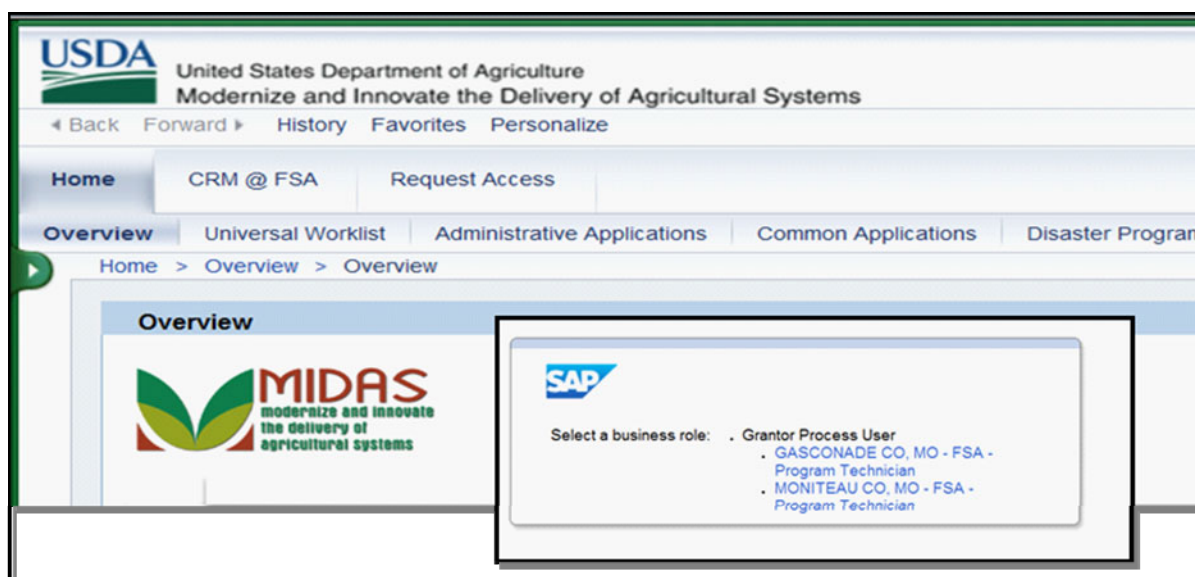 USDA
United States Department of Agriculture
Modernize and Innovate the Delivery of Agricultural Systems
Back Forward History Favorites Personalize
Home CRM @ FSA Request Access
Overview Universal Worklist Administrative Applications Common Applications Disaster Program
Home > Overview > Overview
Overview
MIDAS
modernize and innovate
the delivery of
agricultural systems
SAP
Select a business role: . Grantor Process User
. GASCONADE CO, MO - FSA -
Program Technician
. MONITEAU CO, MO - FSA -
Program Technician